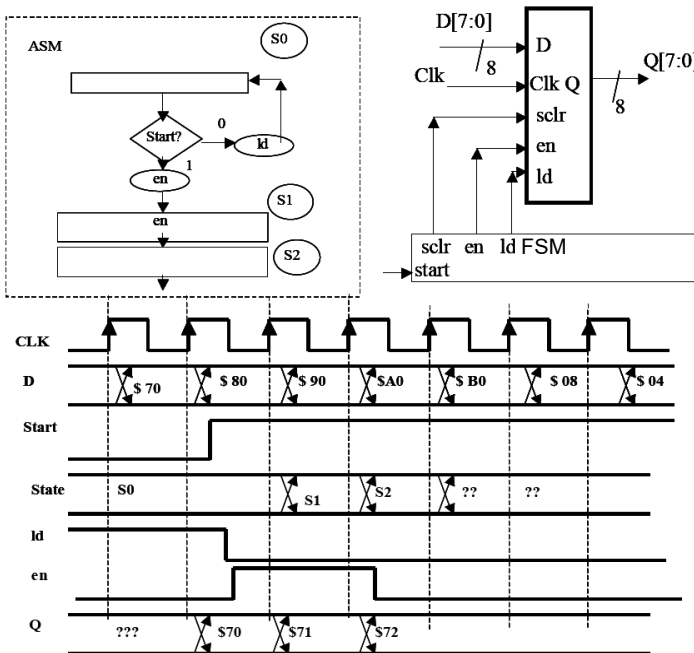 ASM
S0
Start?
0
ld
1
en
en
S1
S2
D[7:0]
8
D
Clk
Clk Q
Q[7:0]
8
sclr
en
ld
sclr en ld FSM
start
CLK
D
$ 70 $ 80 $ 90 $A0 $ B0 $ 08 $ 04
Start
State
S0 S1 S2 ?? ??
ld
en
Q
??? $70 $71 $72